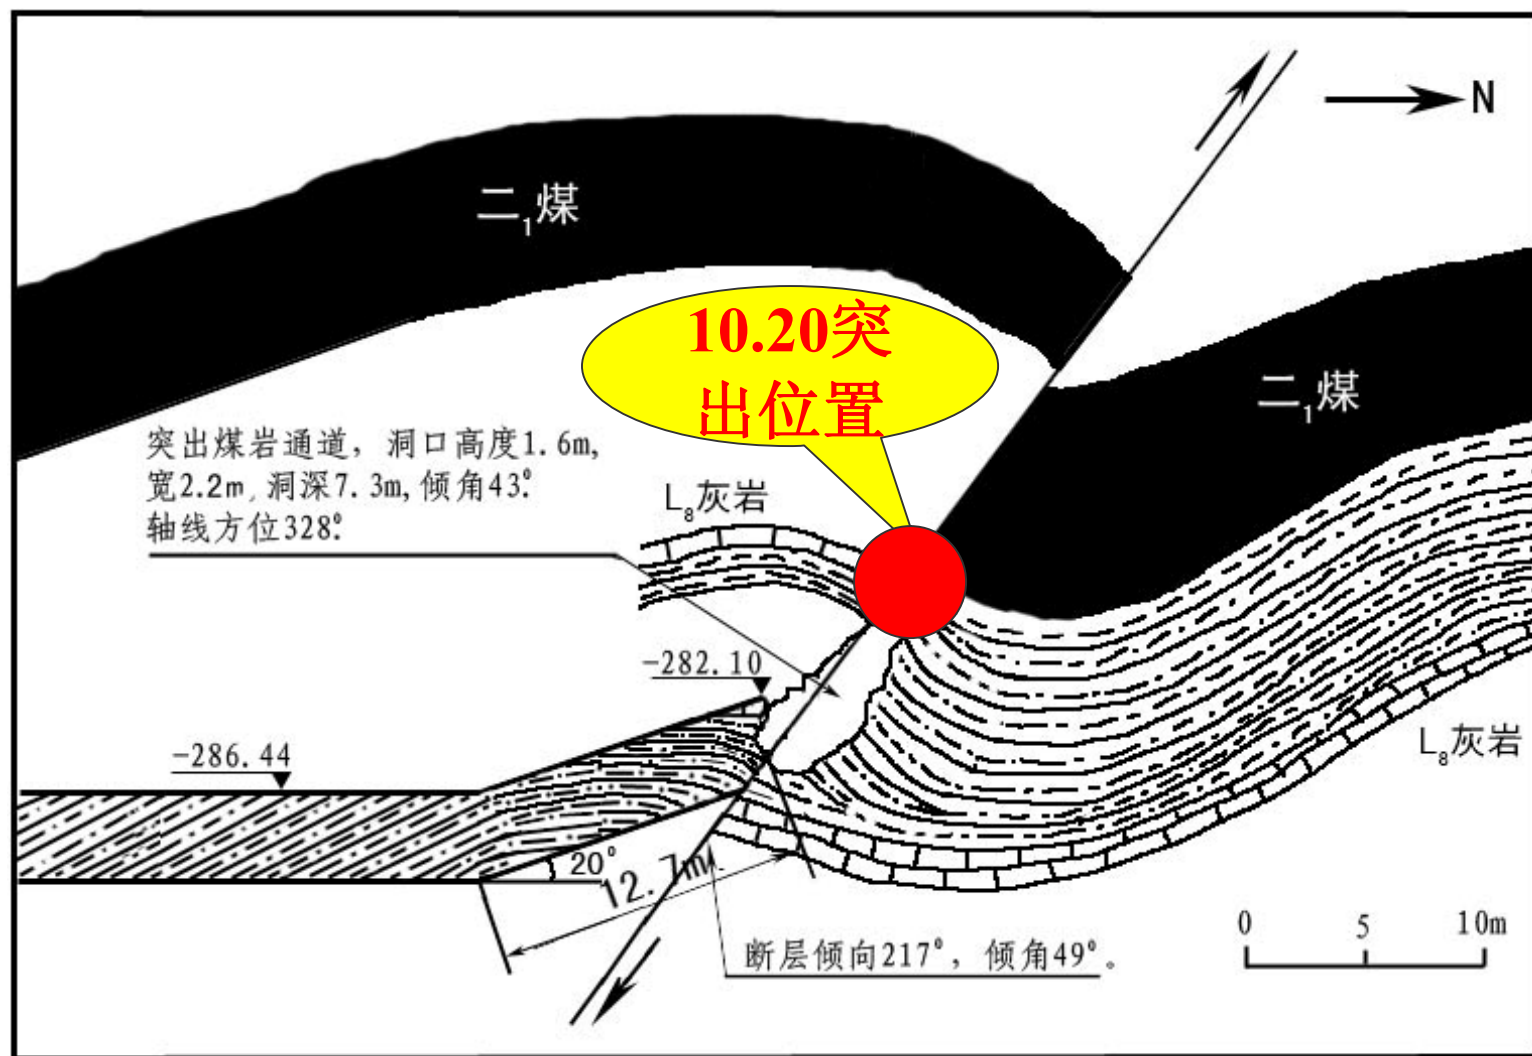 N
二₁煤
10.20突
出位置
二₁煤
突出煤岩通道，洞口高度1.6m,
宽2.2m,洞深7.3m,倾角43°.
轴线方位328°.
L₈灰岩
-282.10
-286.44
L₈灰岩
20°
12.7m
断层倾向217°，倾角49°。
0 5 10m